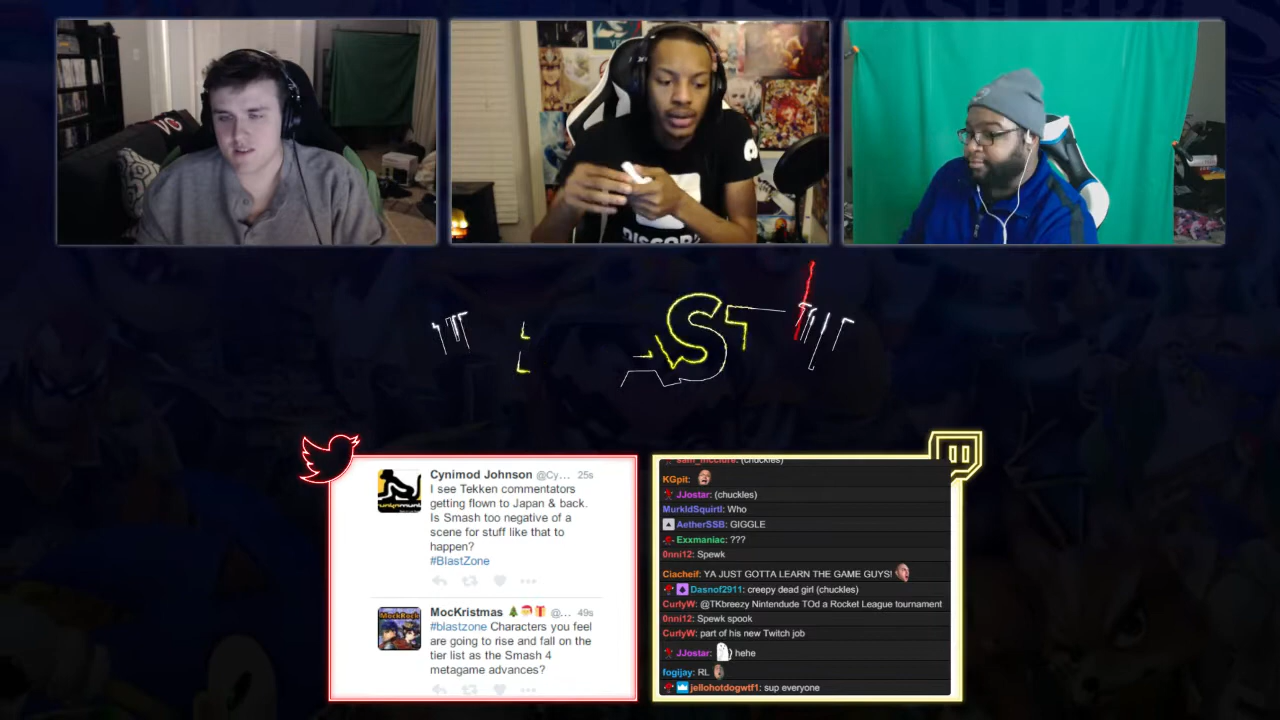 DISCORD
Cynimod Johnson @Cy... 25s
I see Tekken commentators
getting flown to Japan & back.
Is Smash too negative of a
scene for stuff like that to
happen?
#BlastZone
MocKristmas @... 49s
#blastzone Characters you feel
are going to rise and fall on the
tier list as the Smash 4
metagame advances?
sam_mcclure: (chuckles)
KGpit:
JJostar: (chuckles)
MurkIdSquirtl: Who
AetherSSB: GIGGLE
Exxmaniac: ???
0nni12: Spewk
Ciacheif: YA JUST GOTTA LEARN THE GAME GUYS!
Dasnof2911: creepy dead girl (chuckles)
CurlyW: @TKbreezy Nintendude TOd a Rocket League tournament
0nni12: Spewk spook
CurlyW: part of his new Twitch job
JJostar: hehe
fogijay: RL
jellohotdogwtf1: sup everyone